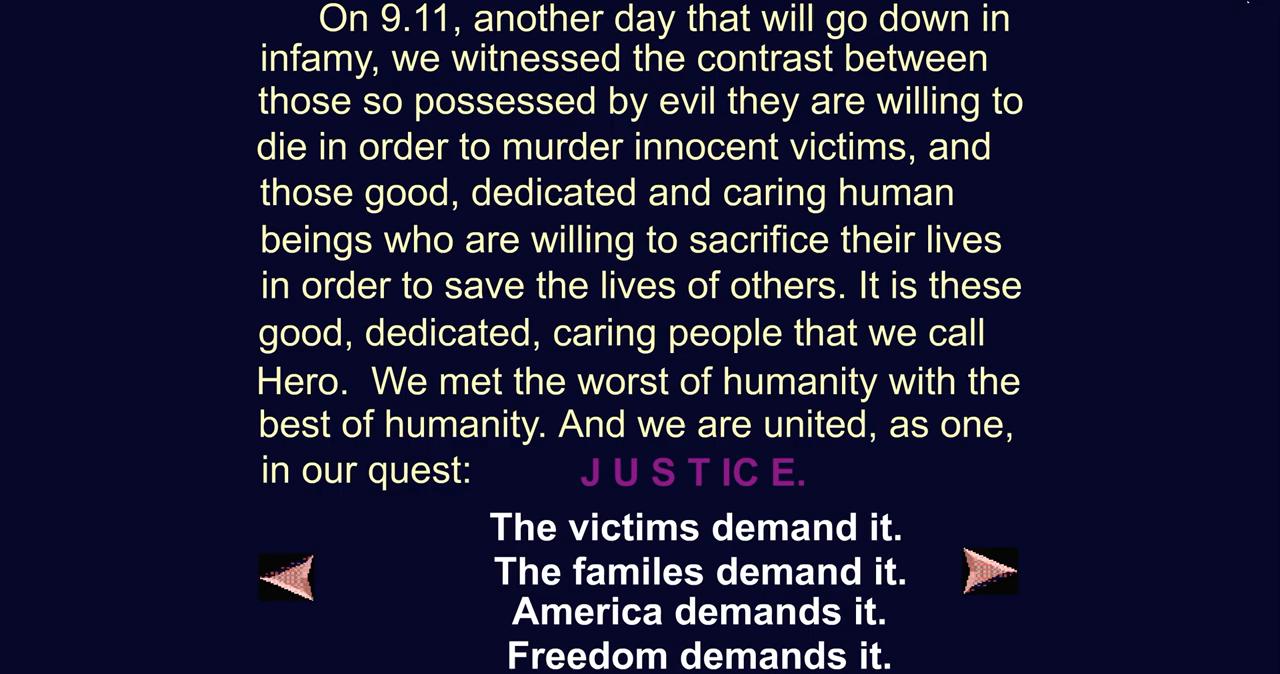 On 9.11, another day that will go down in
infamy, we witnessed the contrast between
those so possessed by evil they are willing to
die in order to murder innocent victims, and
those good, dedicated and caring human
beings who are willing to sacrifice their lives
in order to save the lives of others. It is these
good, dedicated, caring people that we call
Hero.  We met the worst of humanity with the
best of humanity. And we are united, as one,
in our quest: J U S T IC E.
The victims demand it.
The familes demand it.
America demands it.
Freedom demands it.